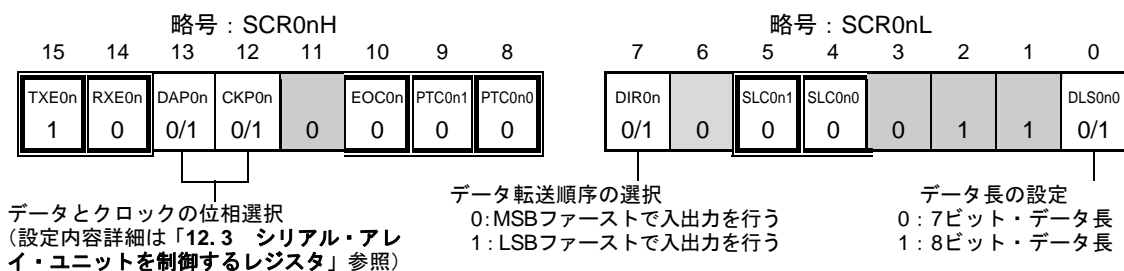 略号：SCR0nH
略号：SCR0nL
15 14 13 12 11 10 9 8
7 6 5 4 3 2 1 0
TXE0n RXE0n DAP0n CKP0n EOC0n PTC0n1 PTC0n0
DIR0n SLC0n1 SLC0n0 DLS0n0
1 0 0/1 0/1 0 0 0 0
0/1 0 0 0 0 1 1 0/1
データとクロックの位相選択
（設定内容詳細は「12. 3　シリアル・アレ
イ・ユニットを制御するレジスタ」参照）
データ転送順序の選択
0：MSBファーストで入出力を行う
1：LSBファーストで入出力を行う
データ長の設定
0：7ビット・データ長
1：8ビット・データ長